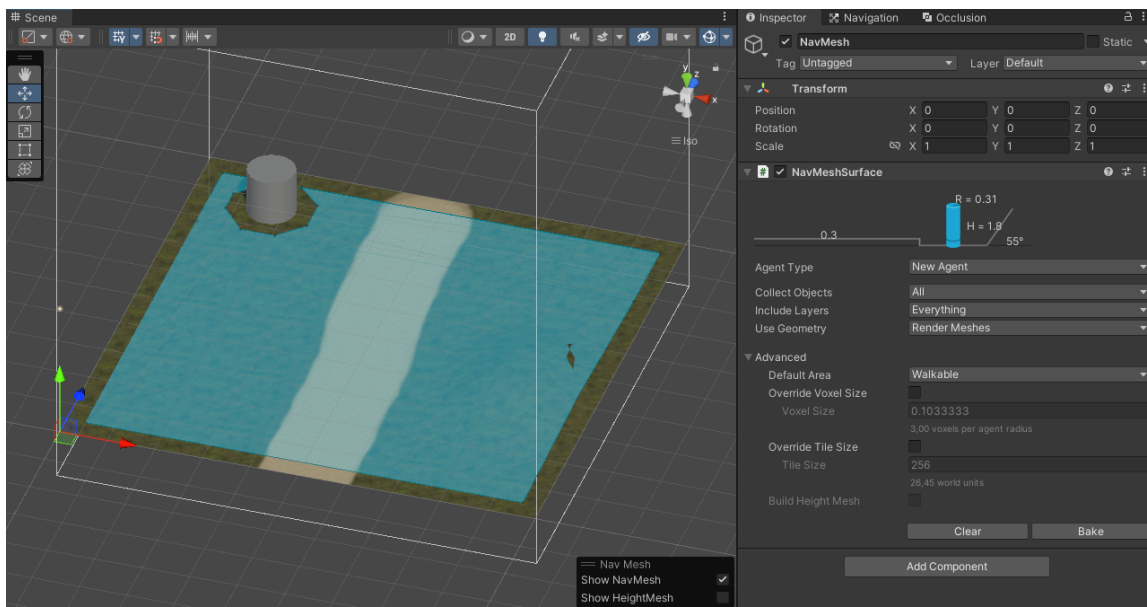 Scene
2D
y
z
x
Iso
Nav Mesh
Show NavMesh
Show HeightMesh
Inspector Navigation Occlusion
NavMesh Static
Tag Untagged Layer Default
Transform
Position X 0 Y 0 Z 0
Rotation X 0 Y 0 Z 0
Scale X 1 Y 1 Z 1
# NavMeshSurface
R = 0.31
0.3 H = 1.8
55°
Agent Type New Agent
Collect Objects All
Include Layers Everything
Use Geometry Render Meshes
Advanced
Default Area Walkable
Override Voxel Size
Voxel Size 0.1033333
3,00 voxels per agent radius
Override Tile Size
Tile Size 256
26,45 world units
Build Height Mesh
Clear Bake
Add Component